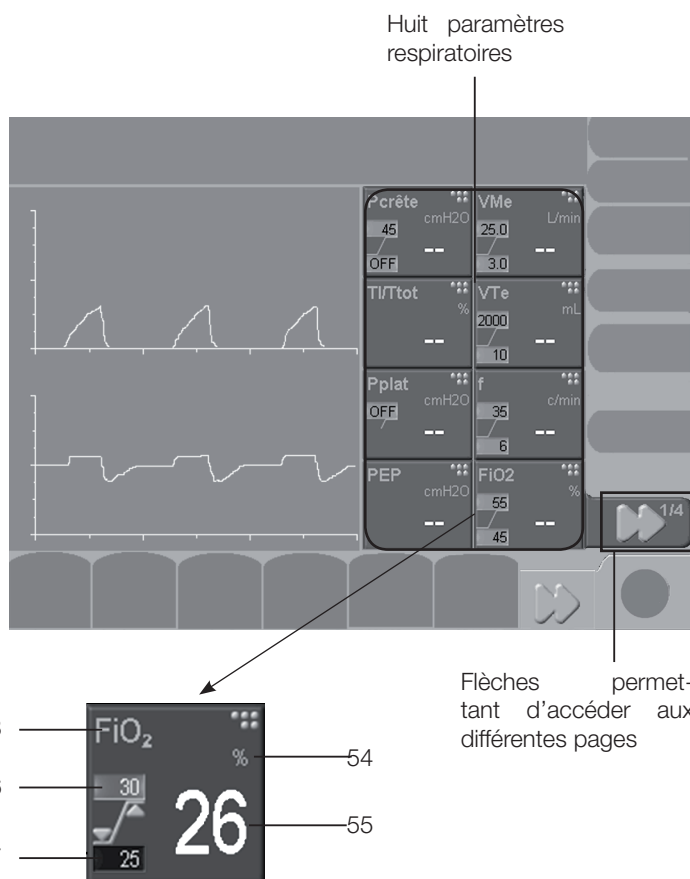 Huit paramètres
respiratoires
Pcrête
cmH2O
45
OFF
--
VMe
L/min
25.0
3.0
--
TI/Ttot
%
--
VTe
mL
2000
10
--
Pplat
cmH2O
OFF
--
f
c/min
35
6
--
PEP
cmH2O
--
FiO2
%
55
45
--
1/4
Flèches permet-
tant d'accéder aux
différentes pages
FiO₂
%
30
26
25
54
55